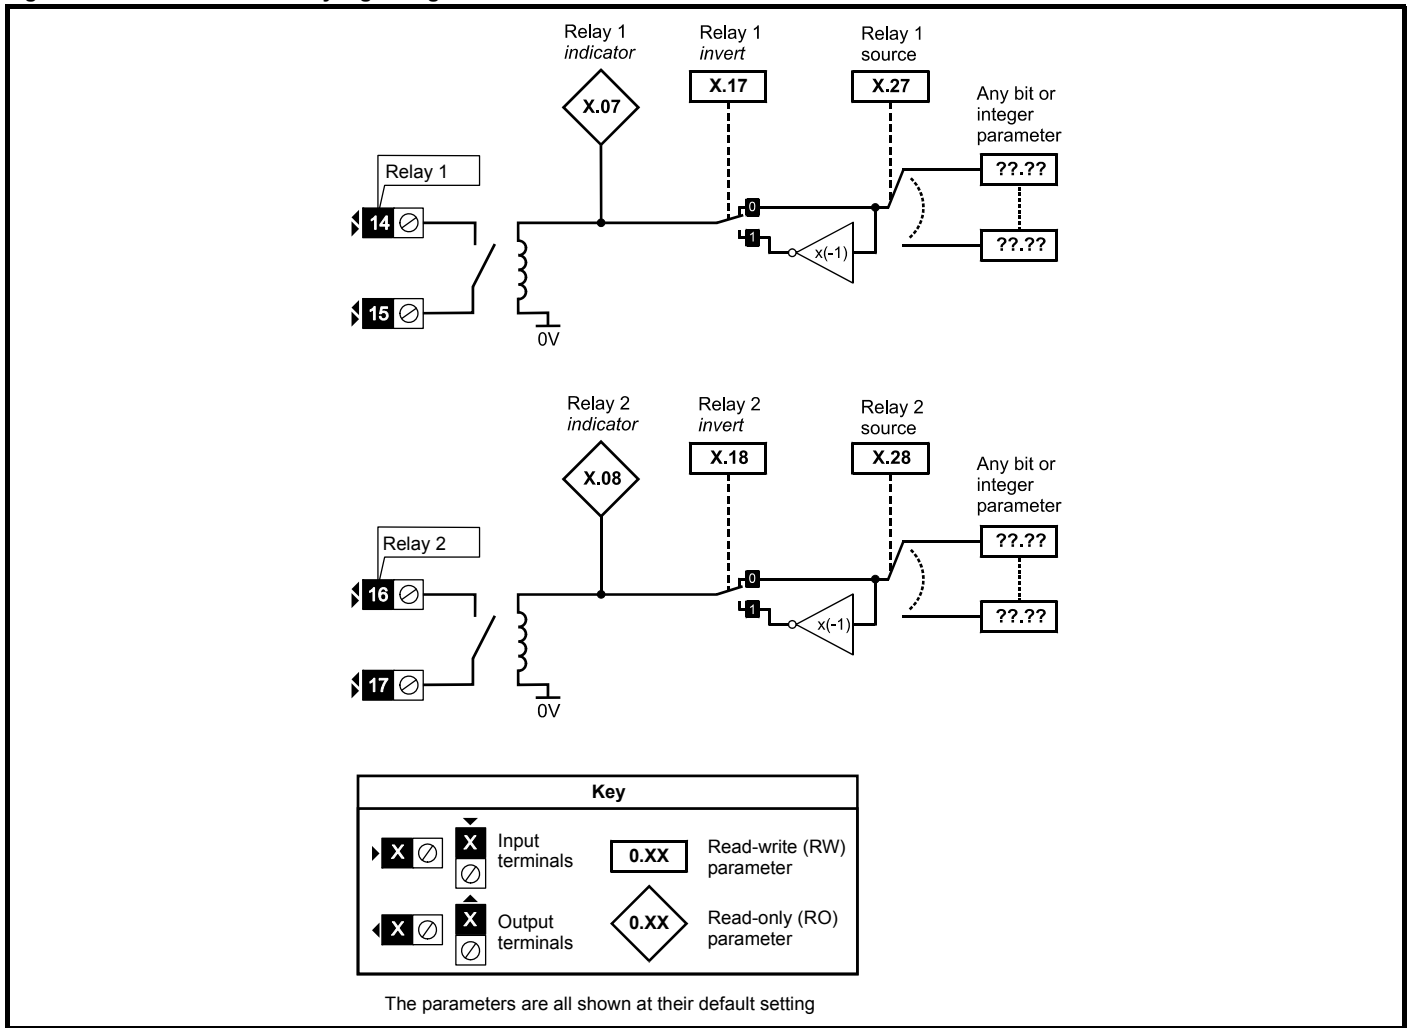 Relay 1
indicator
Relay 1
invert
Relay 1
source
X.07
X.17
X.27
Any bit or
integer
parameter
??.??
??.??
Relay 1
14
15
0
1
x(-1)
0V
Relay 2
indicator
Relay 2
invert
Relay 2
source
X.08
X.18
X.28
Any bit or
integer
parameter
??.??
??.??
Relay 2
16
17
0
1
x(-1)
0V
Key
X
X
Input
terminals
0.XX
Read-write (RW)
parameter
X
X
Output
terminals
0.XX
Read-only (RO)
parameter
The parameters are all shown at their default setting